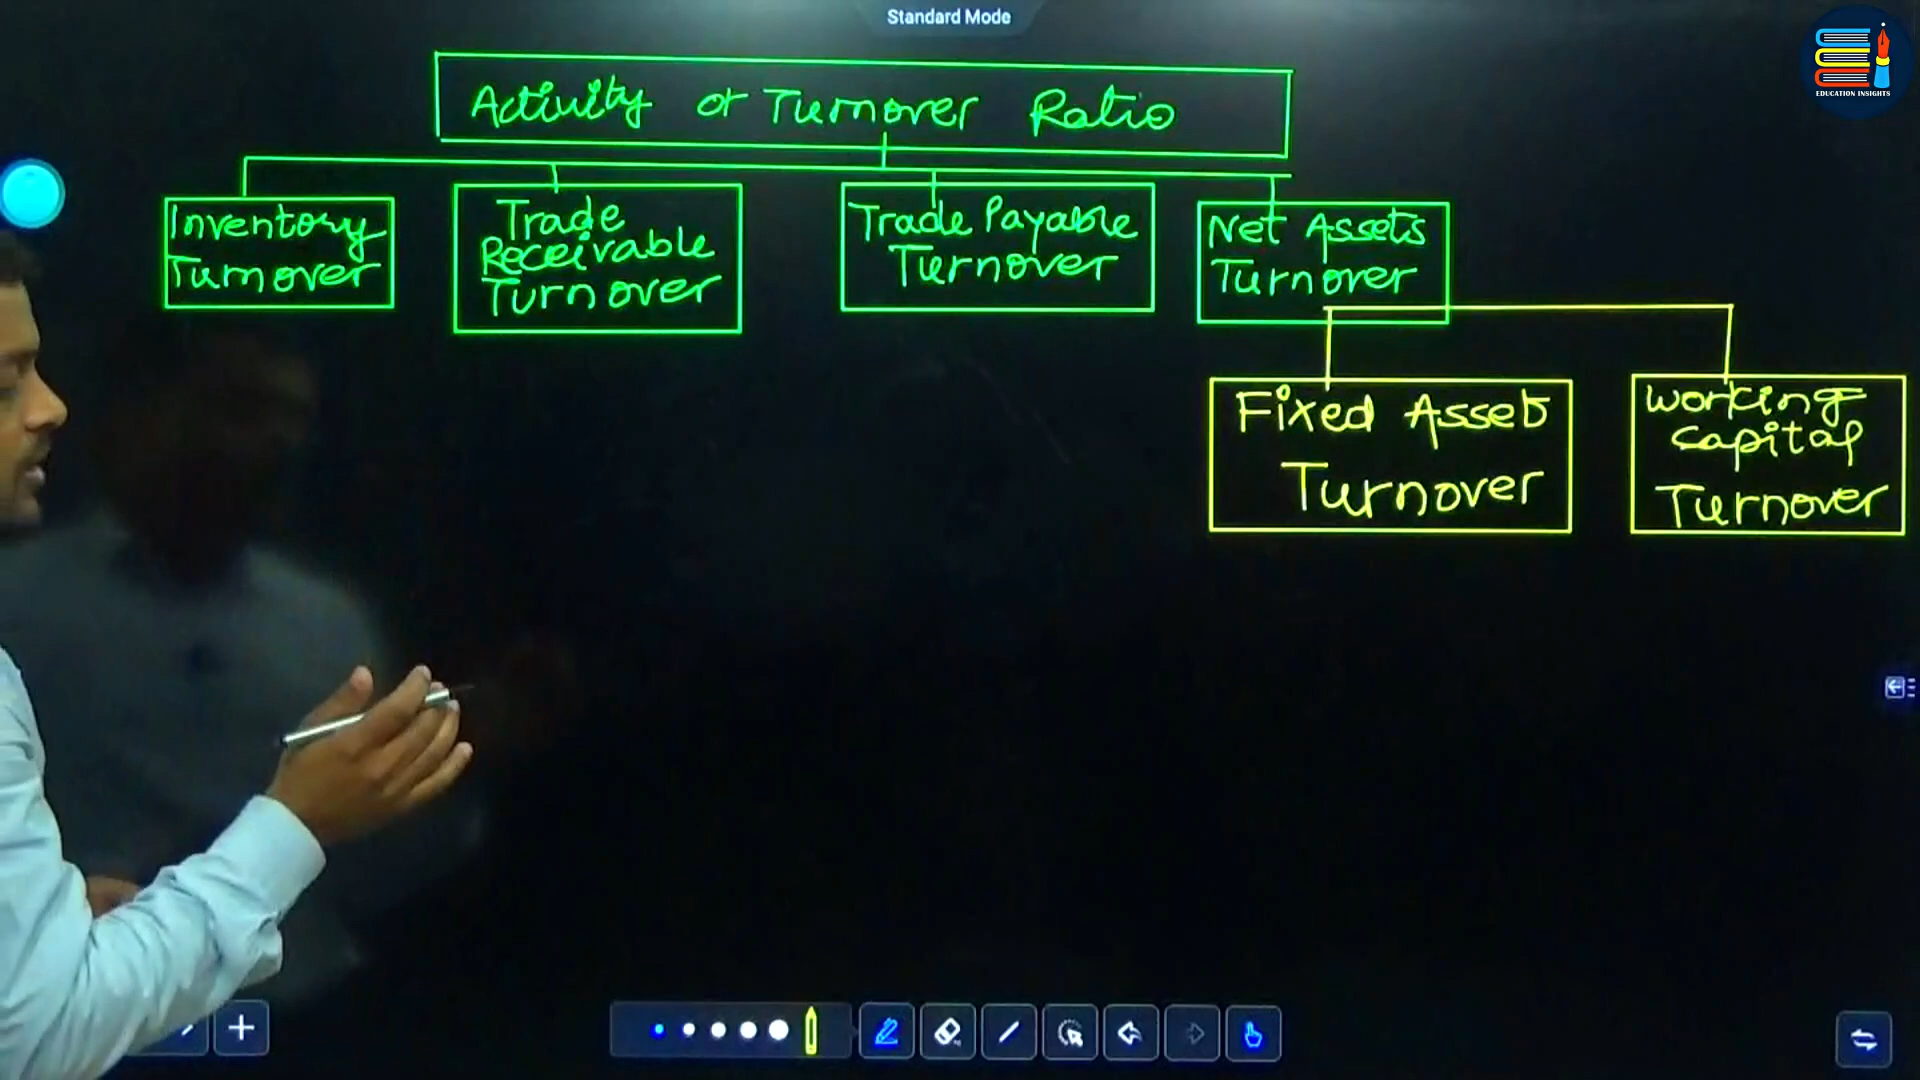 Standard Mode
EDUCATION INSIGHTS
Activity or Turnover Ratio
Inventory
Turnover
Trade
Receivable
Turnover
Trade Payable
Turnover
Net Assets
Turnover
Fixed Assets
Turnover
Working
Capital
Turnover